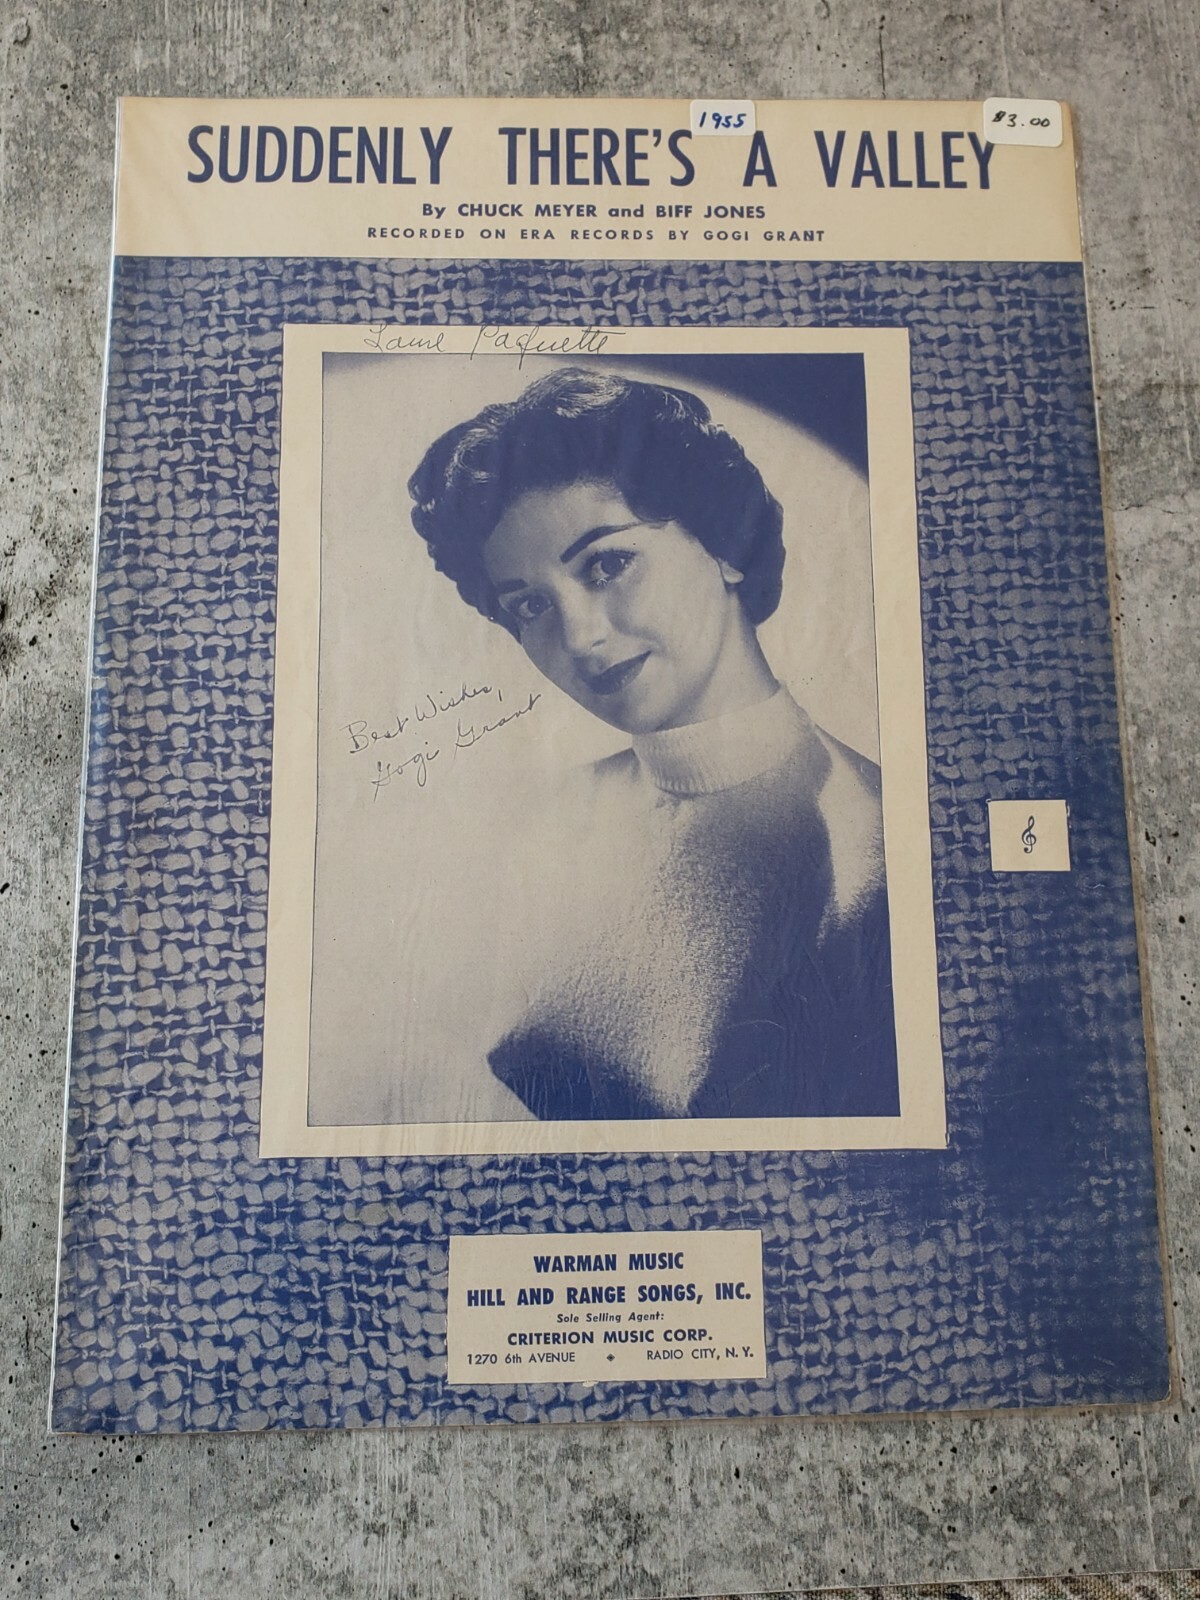 1955
$3.00
SUDDENLY THERE'S A VALLEY
By CHUCK MEYER and BIFF JONES
RECORDED ON ERA RECORDS BY GOGI GRANT
Paquette
Best Wishes,
Gogi Grant
WARMAN MUSIC
HILL AND RANGE SONGS, INC.
Sole Selling Agent:
CRITERION MUSIC CORP.
1270 6th AVENUE RADIO CITY, N. Y.